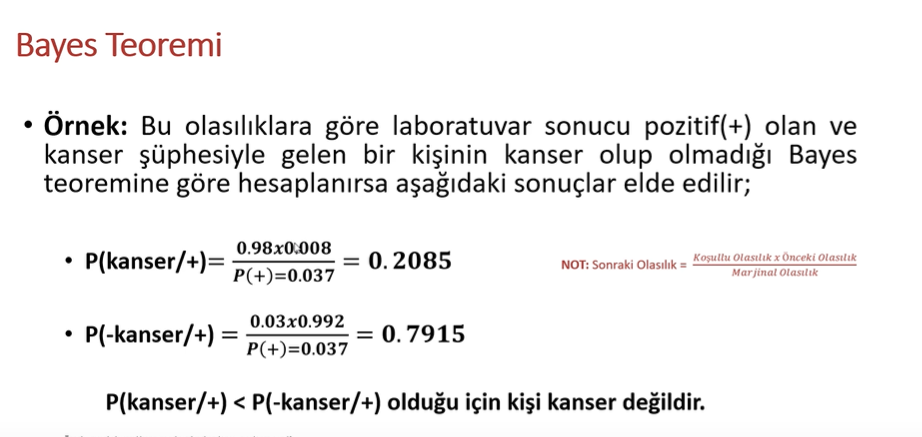 Bayes Teoremi
• Örnek: Bu olasılıklara göre laboratuvar sonucu pozitif(+) olan ve
kanser şüphesiyle gelen bir kişinin kanser olup olmadığı Bayes
teoremine göre hesaplanırsa aşağıdaki sonuçlar elde edilir;
• P(kanser/+)= 0.98x0.008 / P(+)=0.037 = 0.2085
NOT: Sonraki Olasılık = Koşullu Olasılık x Önceki Olasılık / Marjinal Olasılık
• P(-kanser/+) = 0.03x0.992 / P(+)=0.037 = 0.7915
P(kanser/+) < P(-kanser/+) olduğu için kişi kanser değildir.